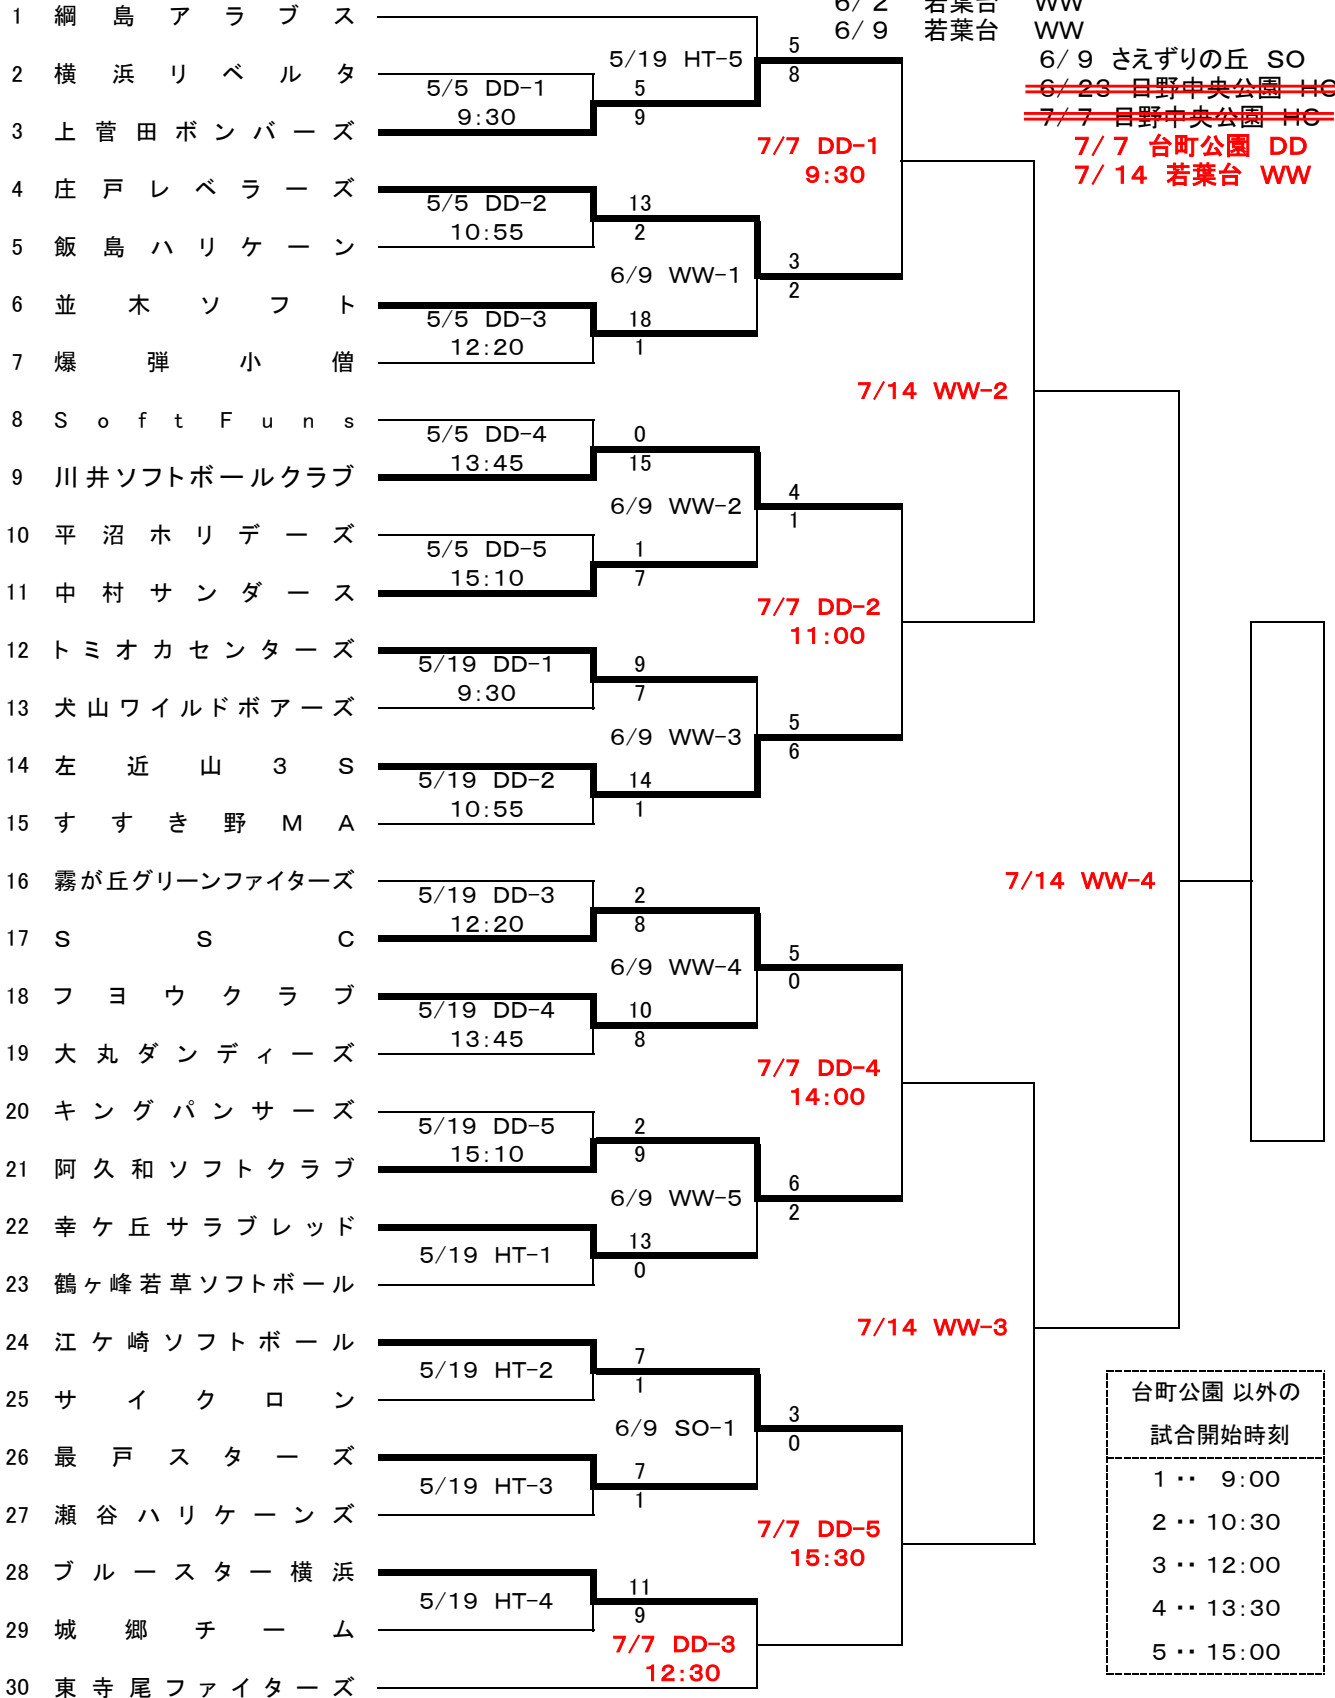 6/ 2 若葉台 WW
1 綱島アラブス
6/ 9 若葉台 WW
5/19 HT-5
5
8
6/ 9 さえずりの丘 SO
2 横浜リベルタ
5/5 DD-1
9:30
5
9
6/ 23 日野中央公園 HC
7/ 7 日野中央公園 HC
3 上菅田ボンバーズ
7/7 DD-1
9:30
7/ 7 台町公園 DD
7/ 14 若葉台 WW
4 庄戸レベラーズ
5/5 DD-2
10:55
13
2
5 飯島ハリケーン
6/9 WW-1
3
2
6 並木ソフト
5/5 DD-3
12:20
18
1
7 爆弾小僧
7/14 WW-2
8 Soft Funs
5/5 DD-4
13:45
0
15
9 川井ソフトボールクラブ
6/9 WW-2
4
1
10 平沼ホリデーズ
5/5 DD-5
15:10
1
7
11 中村サンダース
7/7 DD-2
11:00
12 トミオカセンターズ
5/19 DD-1
9:30
9
7
13 犬山ワイルドボアーズ
6/9 WW-3
5
6
14 左近山3S
5/19 DD-2
10:55
14
1
15 すすき野MA
16 霧が丘グリーンファイターズ
7/14 WW-4
5/19 DD-3
12:20
2
8
17 SSC
6/9 WW-4
5
0
18 フヨウクラブ
5/19 DD-4
13:45
10
8
19 大丸ダンディーズ
7/7 DD-4
14:00
20 キングパンサーズ
5/19 DD-5
15:10
2
9
21 阿久和ソフトクラブ
6/9 WW-5
6
2
22 幸ケ丘サラブレッド
5/19 HT-1
13
0
23 鶴ヶ峰若草ソフトボール
7/14 WW-3
24 江ケ崎ソフトボール
5/19 HT-2
7
1
25 サイクロン
6/9 SO-1
3
0
26 最戸スターズ
5/19 HT-3
7
1
27 瀬谷ハリケーンズ
7/7 DD-5
15:30
28 ブルースター横浜
5/19 HT-4
11
9
29 城郷チーム
7/7 DD-3
12:30
30 東寺尾ファイターズ
台町公園 以外の
試合開始時刻
1 ‥ 9:00
2 ‥ 10:30
3 ‥ 12:00
4 ‥ 13:30
5 ‥ 15:00